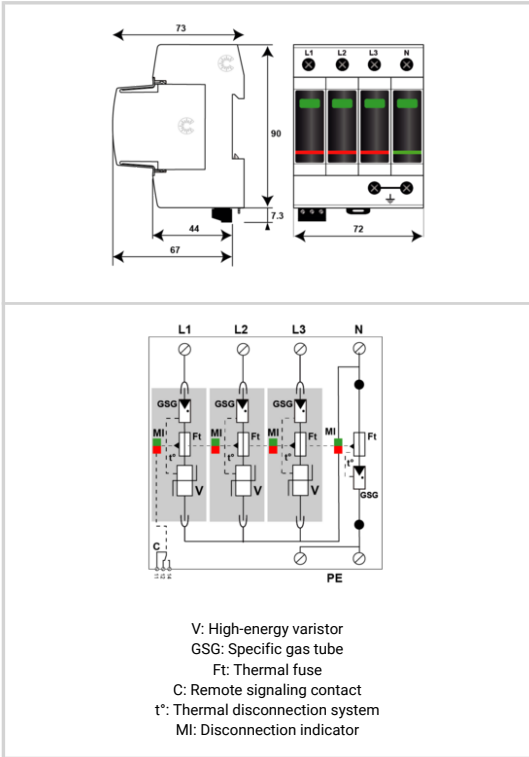 73
L1 L2 L3 N
90
7.3
44
72
67
L1 L2 L3 N
GSG GSG GSG
MI Ft MI Ft MI Ft MI Ft
t° t° t° t°
GSG
V V V
C
PE
V: High-energy varistor
GSG: Specific gas tube
Ft: Thermal fuse
C: Remote signaling contact
t°: Thermal disconnection system
MI: Disconnection indicator